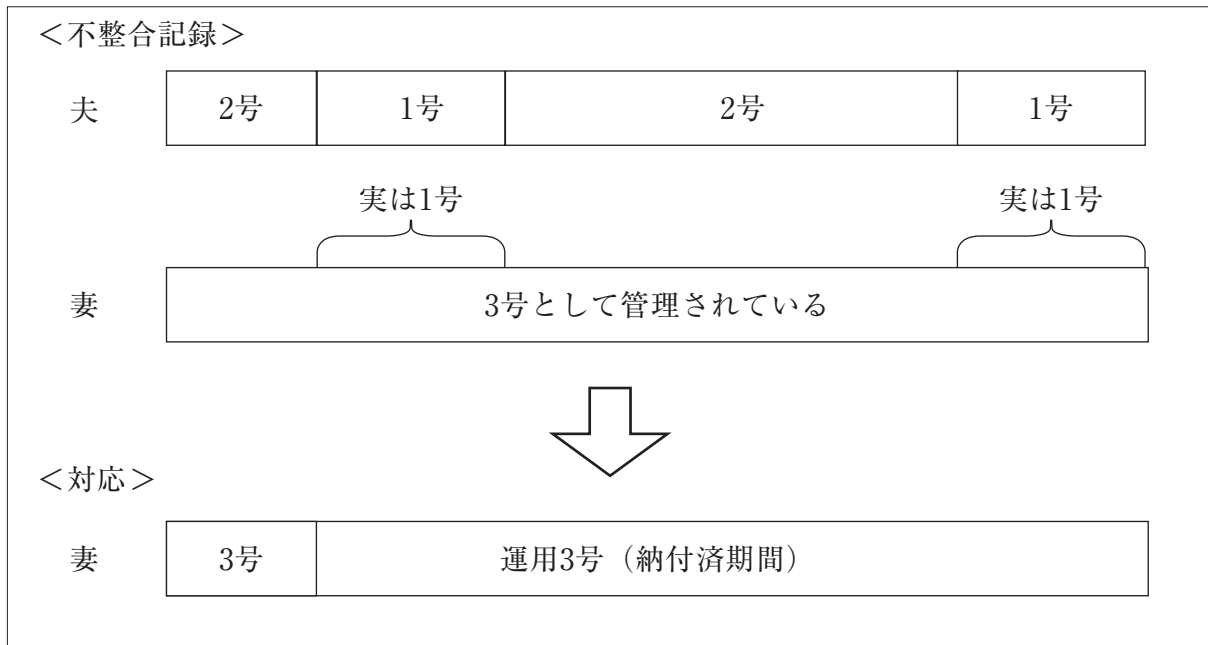 ＜不整合記録＞
夫 2号 1号 2号 1号
実は1号 実は1号
妻 3号として管理されている
＜対応＞
妻 3号 運用3号（納付済期間）